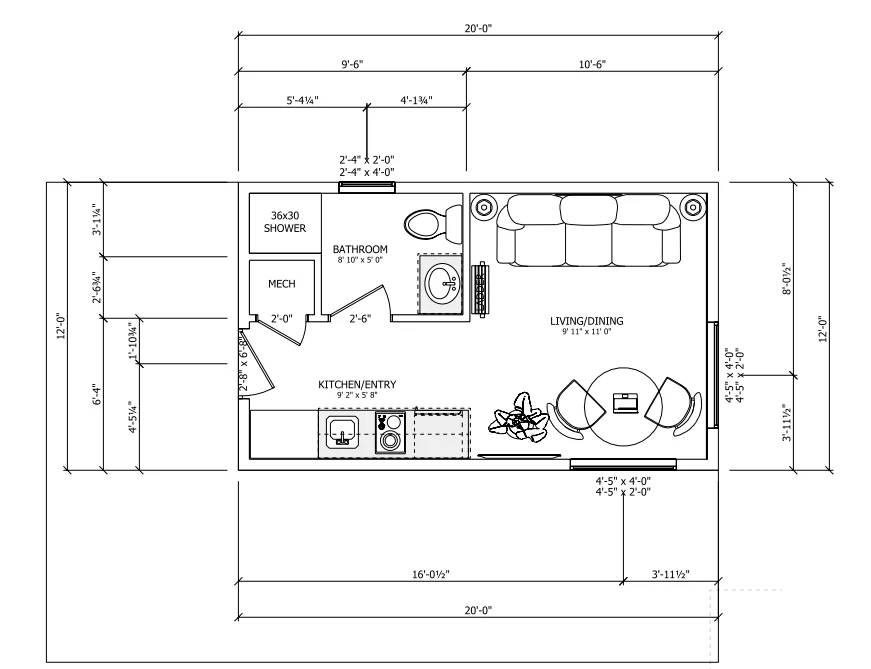 20'-0"
9'-6"
10'-6"
5'-4¼"
4'-1¾"
2'-4" x 2'-0"
2'-4" x 4'-0"
3'-1¼"
36x30
SHOWER
BATHROOM
8' 10" x 5' 0"
2'-6¾"
MECH
8'-0½"
12'-0"
2'-0"
2'-6"
LIVING/DINING
9' 11" x 11' 0"
12'-0"
1'-10¾"
2'-8" x 6'-8"
4'-5" x 4'-0"
4'-5" x 2'-0"
KITCHEN/ENTRY
9' 2" x 5' 8"
6'-4"
4'-5¼"
3'-11½"
4'-5" x 4'-0"
4'-5" x 2'-0"
16'-0½"
3'-11½"
20'-0"